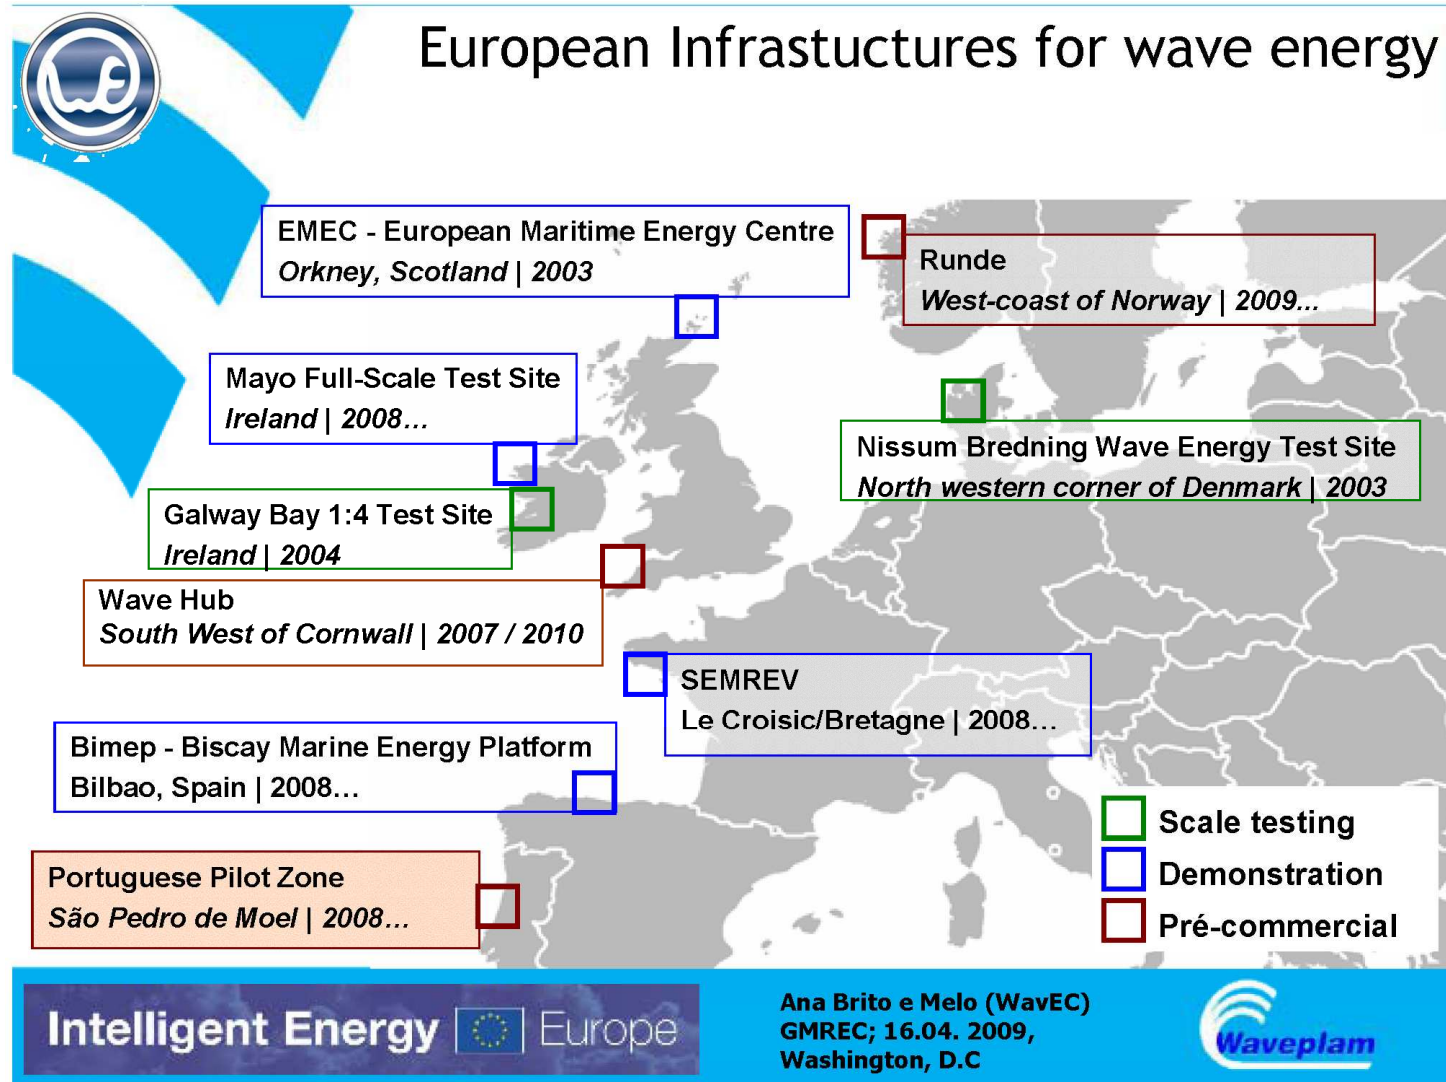 European Infrastuctures for wave energy
EMEC - European Maritime Energy Centre
Orkney, Scotland | 2003
Runde
West-coast of Norway | 2009...
Mayo Full-Scale Test Site
Ireland | 2008...
Nissum Bredning Wave Energy Test Site
North western corner of Denmark | 2003
Galway Bay 1:4 Test Site
Ireland | 2004
Wave Hub
South West of Cornwall | 2007 / 2010
SEMREV
Le Croisic/Bretagne | 2008...
Bimep - Biscay Marine Energy Platform
Bilbao, Spain | 2008...
Portuguese Pilot Zone
São Pedro de Moel | 2008...
Scale testing
Demonstration
Pré-commercial
Intelligent Energy Europe
Ana Brito e Melo (WavEC)
GMREC; 16.04. 2009,
Washington, D.C
Waveplam